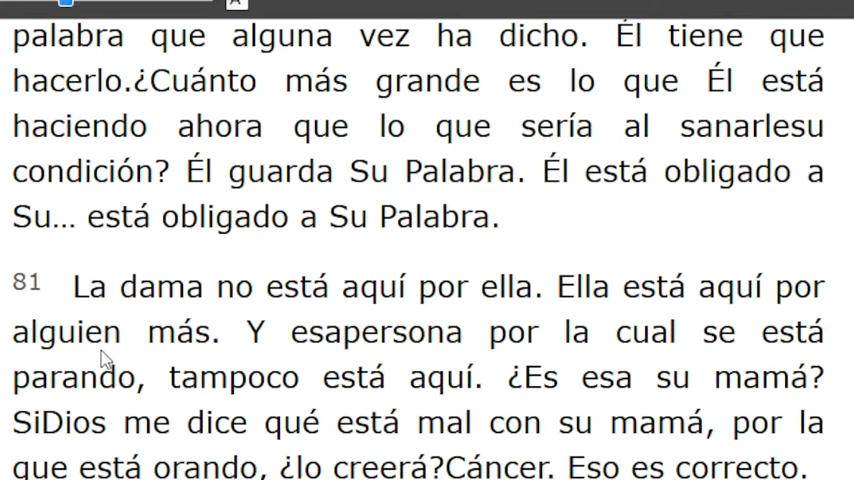 palabra que alguna vez ha dicho. Él tiene que
hacerlo.¿Cuánto más grande es lo que Él está
haciendo ahora que lo que sería al sanarlesu
condición? Él guarda Su Palabra. Él está obligado a
Su... está obligado a Su Palabra.
81 La dama no está aquí por ella. Ella está aquí por
alguien más. Y esapersona por la cual se está
parando, tampoco está aquí. ¿Es esa su mamá?
SiDios me dice qué está mal con su mamá, por la
que está orando, ¿lo creerá?Cáncer. Eso es correcto.